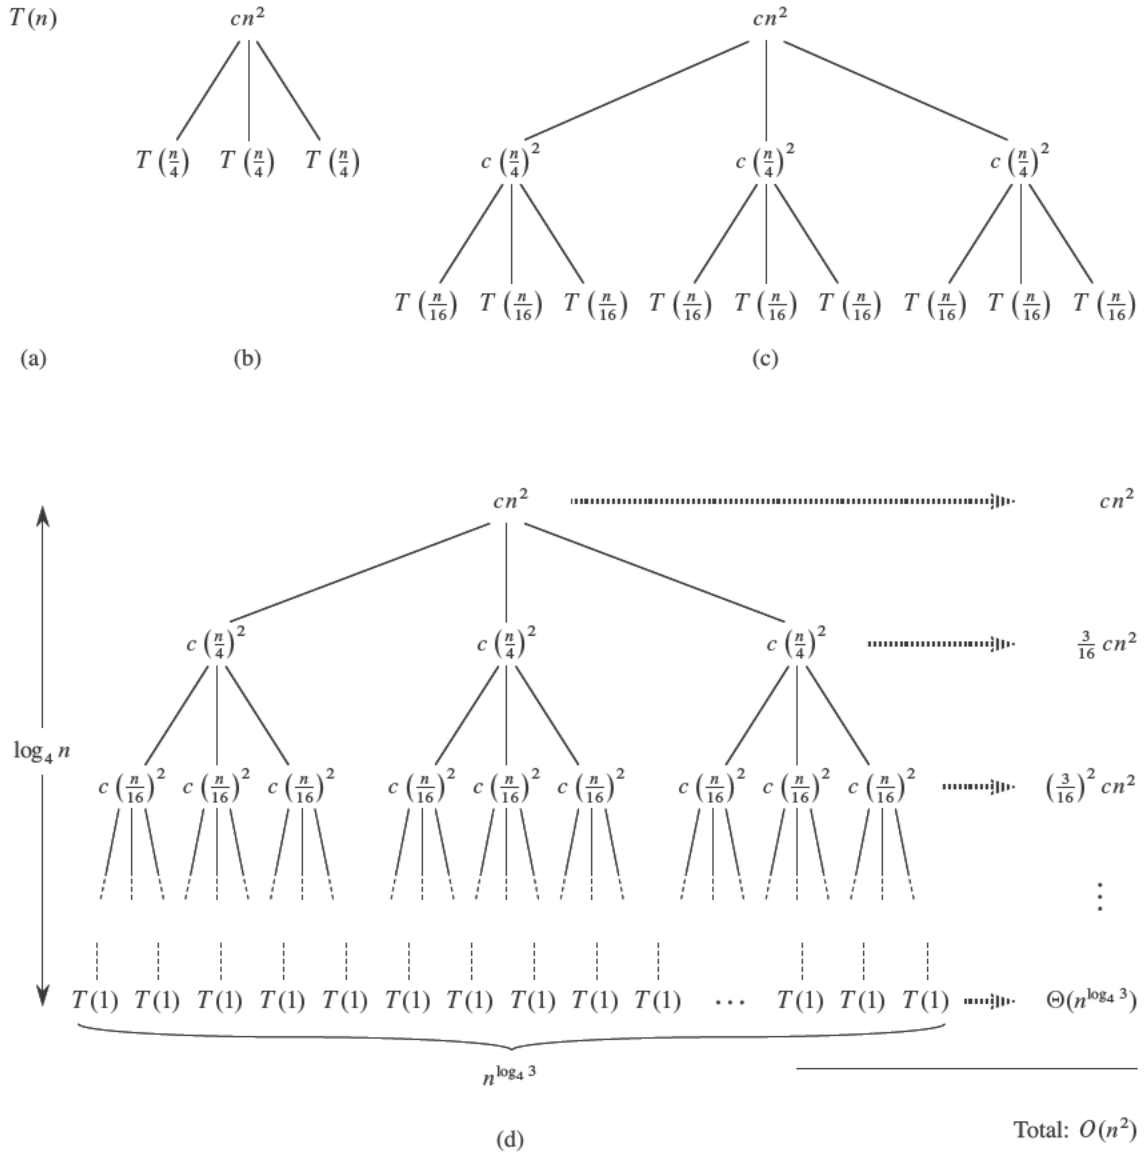 T(n)
cn²
cn²
T(n/4) T(n/4) T(n/4)
c(n/4)² c(n/4)² c(n/4)²
T(n/16) T(n/16) T(n/16) T(n/16) T(n/16) T(n/16) T(n/16) T(n/16) T(n/16)
(a) (b) (c)
cn² cn²
c(n/4)² c(n/4)² c(n/4)² 3/16 cn²
log₄ n
c(n/16)² c(n/16)² c(n/16)² c(n/16)² c(n/16)² c(n/16)² c(n/16)² c(n/16)² c(n/16)² (3/16)² cn²
⋮
T(1) T(1) T(1) T(1) T(1) T(1) T(1) T(1) T(1) T(1) … T(1) T(1) T(1) Θ(n^{log₄ 3})
n^{log₄ 3}
(d)
Total: O(n²)